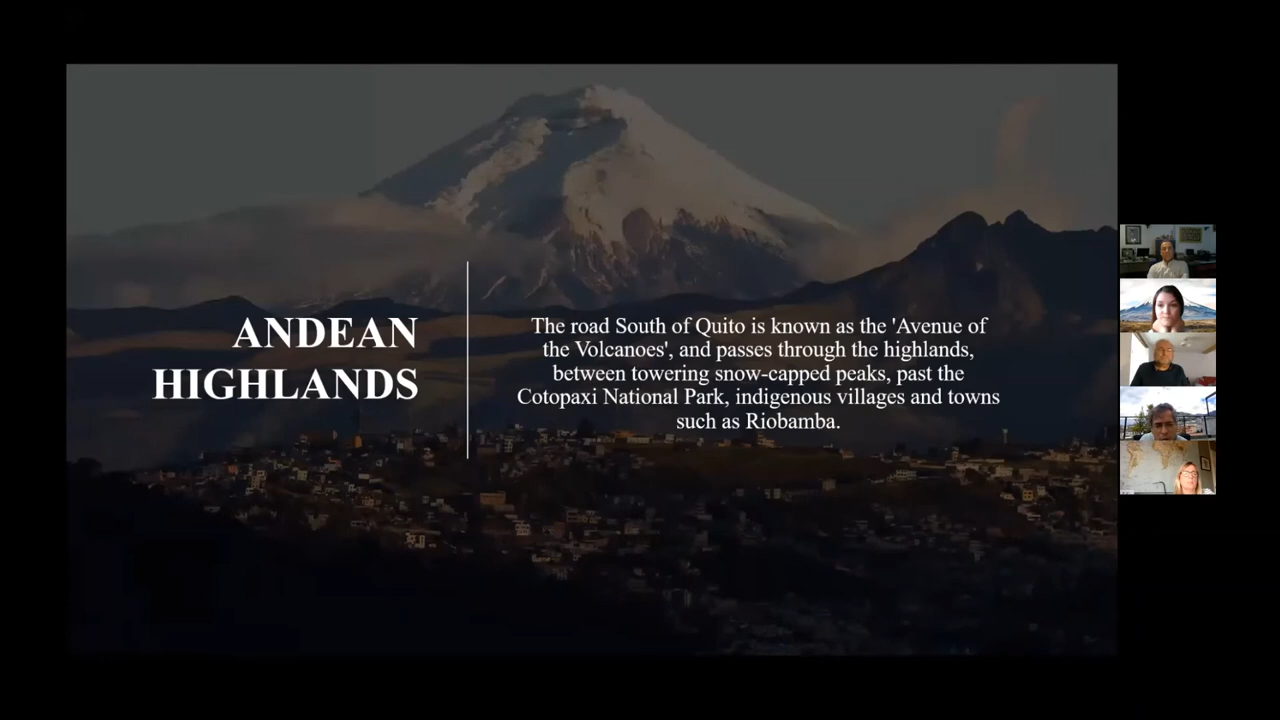 ANDEAN
HIGHLANDS
The road South of Quito is known as the 'Avenue of
the Volcanoes', and passes through the highlands,
between towering snow-capped peaks, past the
Cotopaxi National Park, indigenous villages and towns
such as Riobamba.